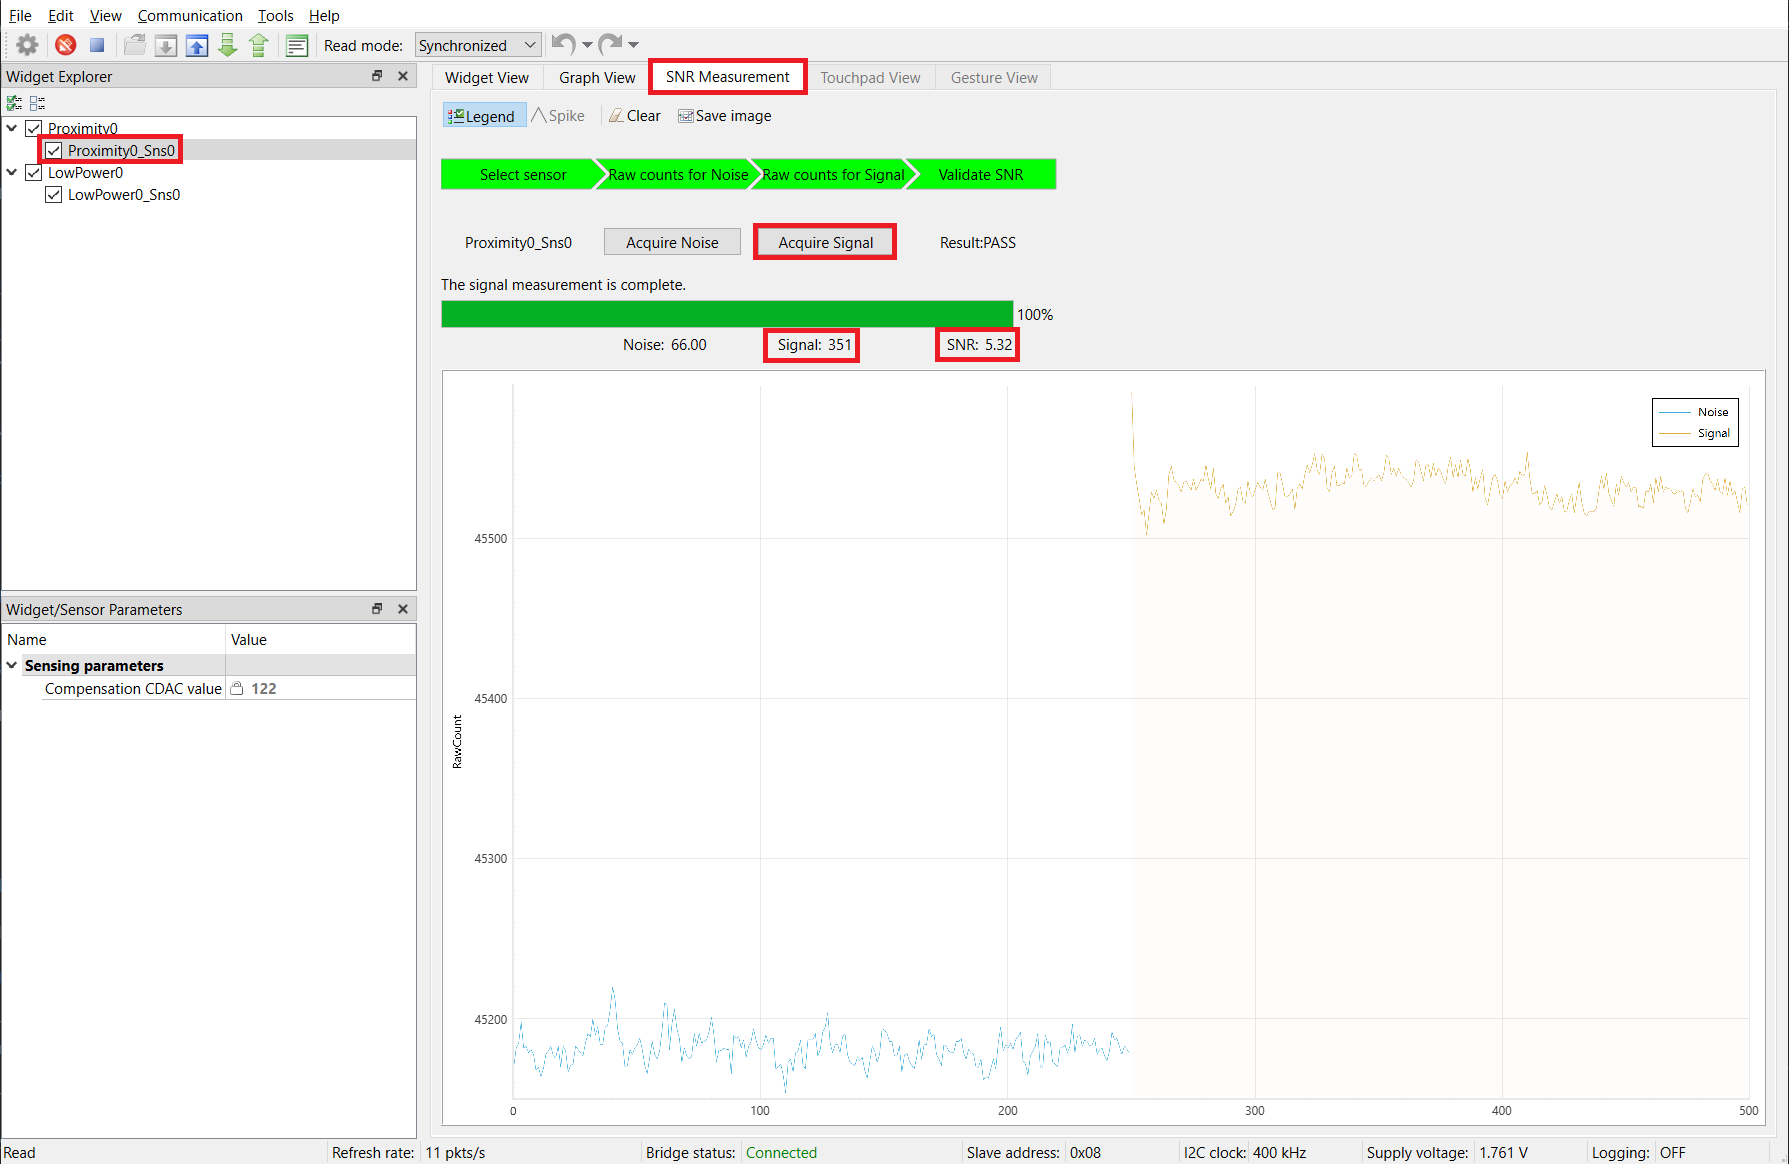 File Edit View Communication Tools Help
Read mode: Synchronized
Widget Explorer
Proximity0
Proximity0_Sns0
LowPower0
LowPower0_Sns0
Widget/Sensor Parameters
Name Value
Sensing parameters
Compensation CDAC value 122
Widget View Graph View SNR Measurement Touchpad View Gesture View
Legend Spike Clear Save image
Select sensor Raw counts for Noise Raw counts for Signal Validate SNR
Proximity0_Sns0 Acquire Noise Acquire Signal Result:PASS
The signal measurement is complete.
100%
Noise: 66.00 Signal: 351 SNR: 5.32
Noise
Signal
45500
45400
RawCount
45300
45200
0 100 200 300 400 500
Read Refresh rate: 11 pkts/s Bridge status: Connected Slave address: 0x08 I2C clock: 400 kHz Supply voltage: 1.761 V Logging: OFF